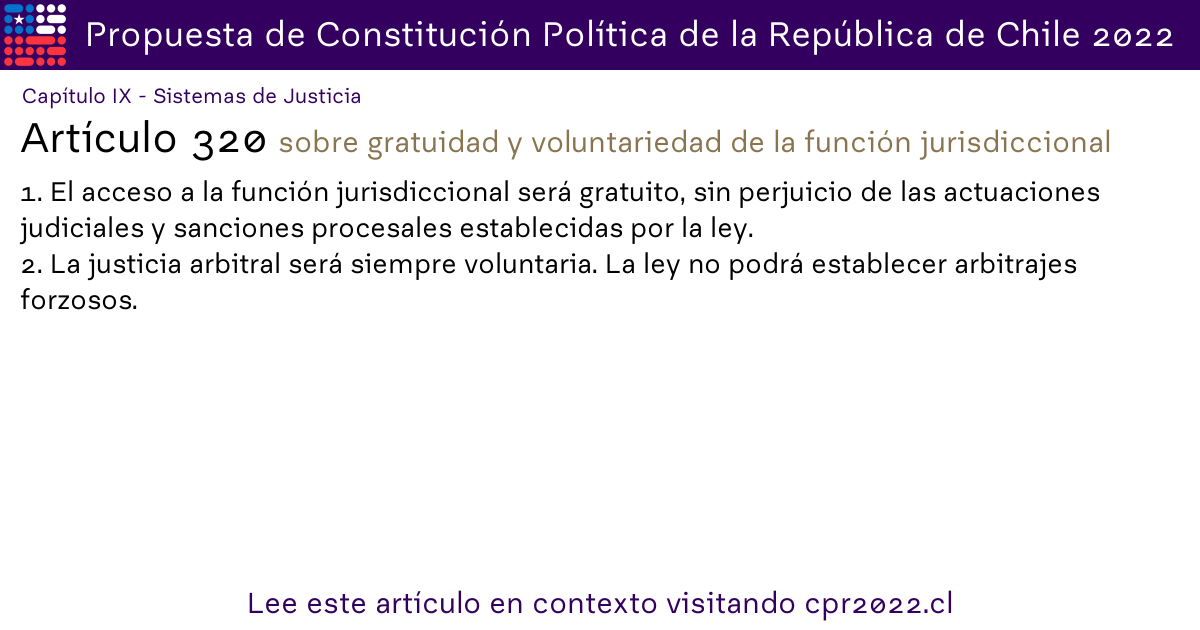 Propuesta de Constitución Política de la República de Chile 2022
Capítulo IX - Sistemas de Justicia
Artículo 320 sobre gratuidad y voluntariedad de la función jurisdiccional
1. El acceso a la función jurisdiccional será gratuito, sin perjuicio de las actuaciones
judiciales y sanciones procesales establecidas por la ley.
2. La justicia arbitral será siempre voluntaria. La ley no podrá establecer arbitrajes
forzosos.
Lee este artículo en contexto visitando cpr2022.cl